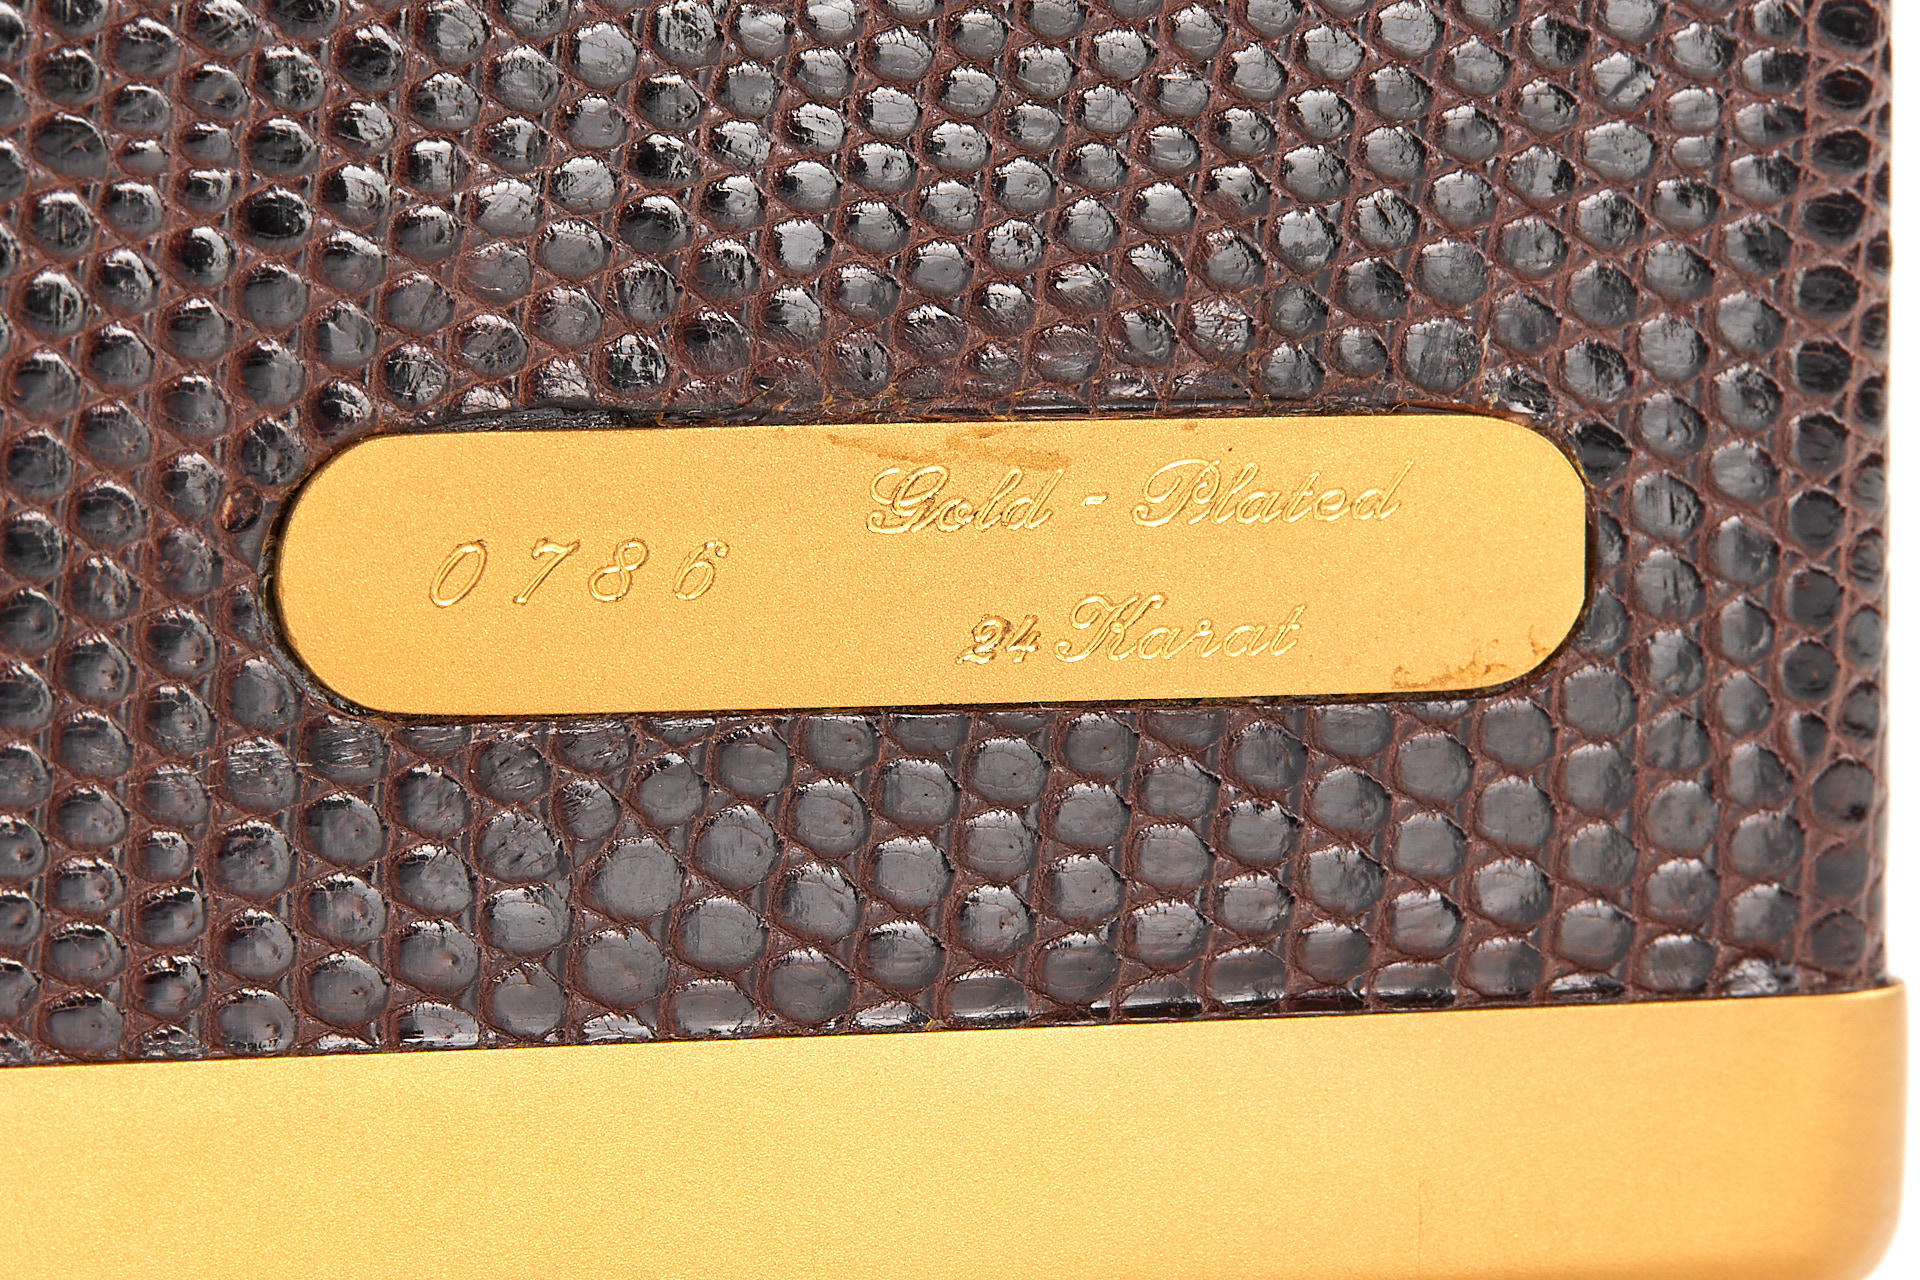 0786
Gold - Plated
24 Karat